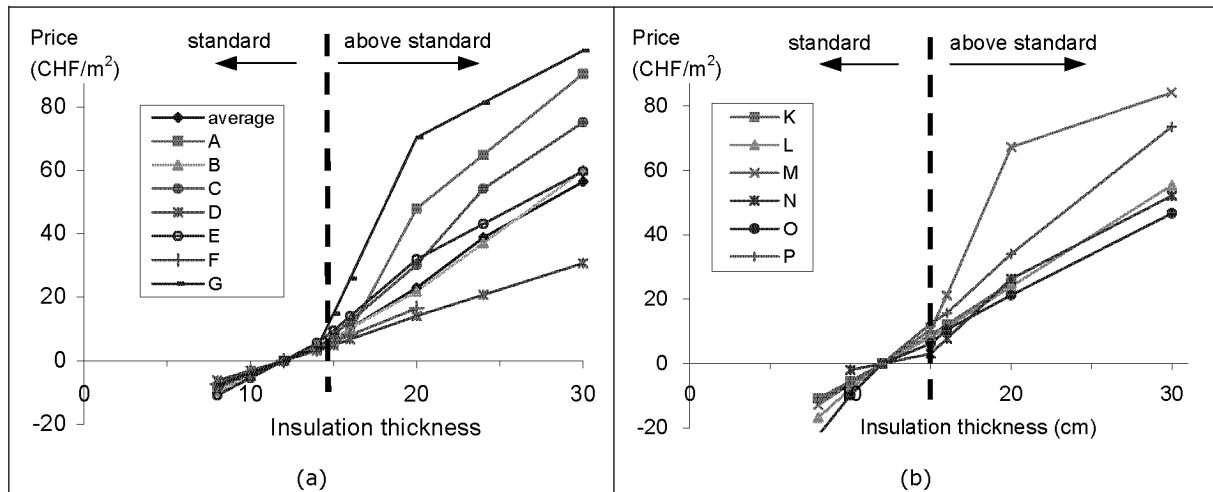 Price
(CHF/m²)
standard
above standard
80
60
40
20
0
-20
average
A
B
C
D
E
F
G
0
10
20
30
Insulation thickness
(a)
Price
(CHF/m²)
standard
above standard
80
60
40
20
0
-20
K
L
M
N
O
P
0
10
20
30
Insulation thickness (cm)
(b)